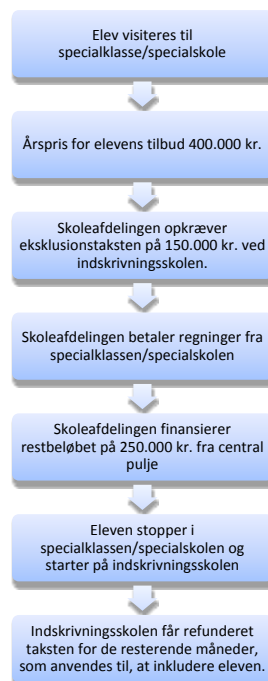 Elev visiteres til
specialklasse/specialskole
Årspris for elevens tilbud 400.000 kr.
Skoleafdelingen opkræver
eksklusionstaksten på 150.000 kr. ved
indskrivningsskolen.
Skoleafdelingen betaler regninger fra
specialklassen/specialskolen
Skoleafdelingen finansierer
restbeløbet på 250.000 kr. fra central
pulje
Eleven stopper i
specialklassen/specialskolen og
starter på indskrivningsskolen
Indskrivningsskolen får refunderet
taksten for de resterende måneder,
som anvendes til, at inkludere eleven.